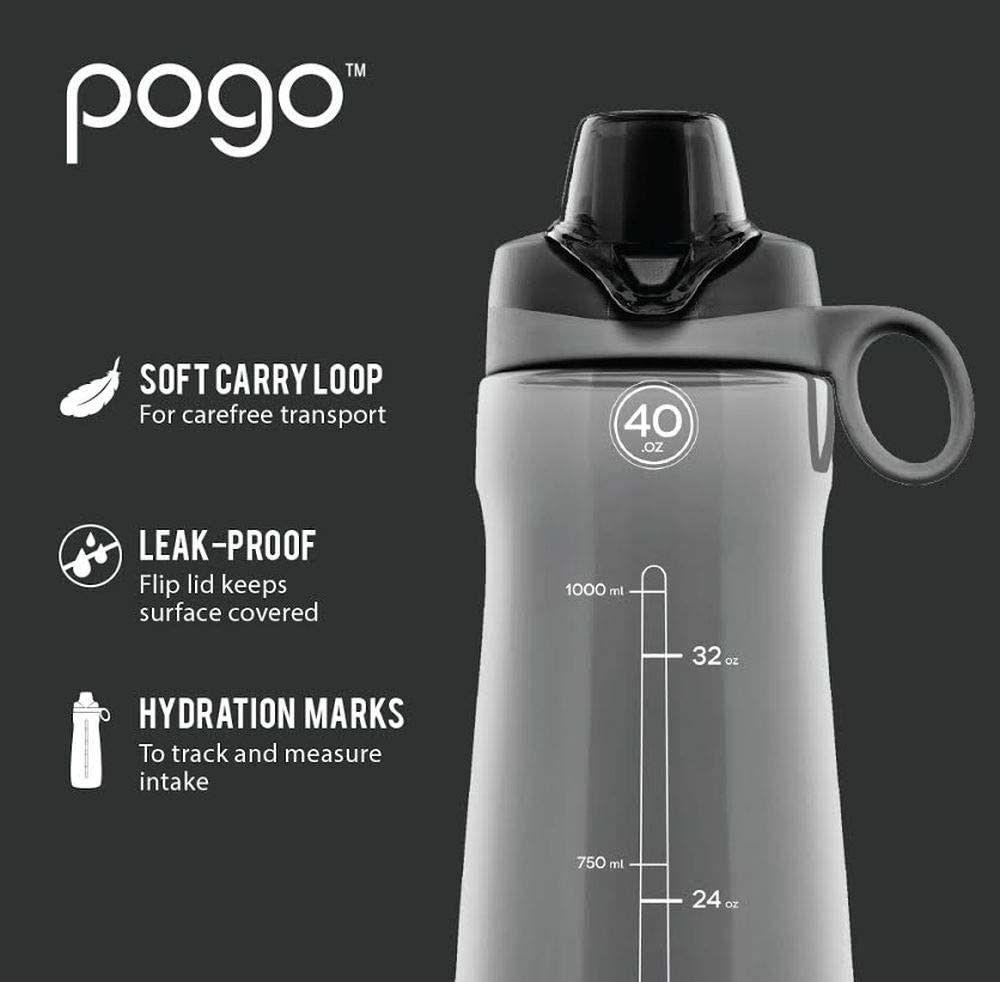 pogo™
SOFT CARRY LOOP
For carefree transport
LEAK-PROOF
Flip lid keeps
surface covered
HYDRATION MARKS
To track and measure
intake
40
.OZ
1000 ml
32 oz
750 ml
24 oz